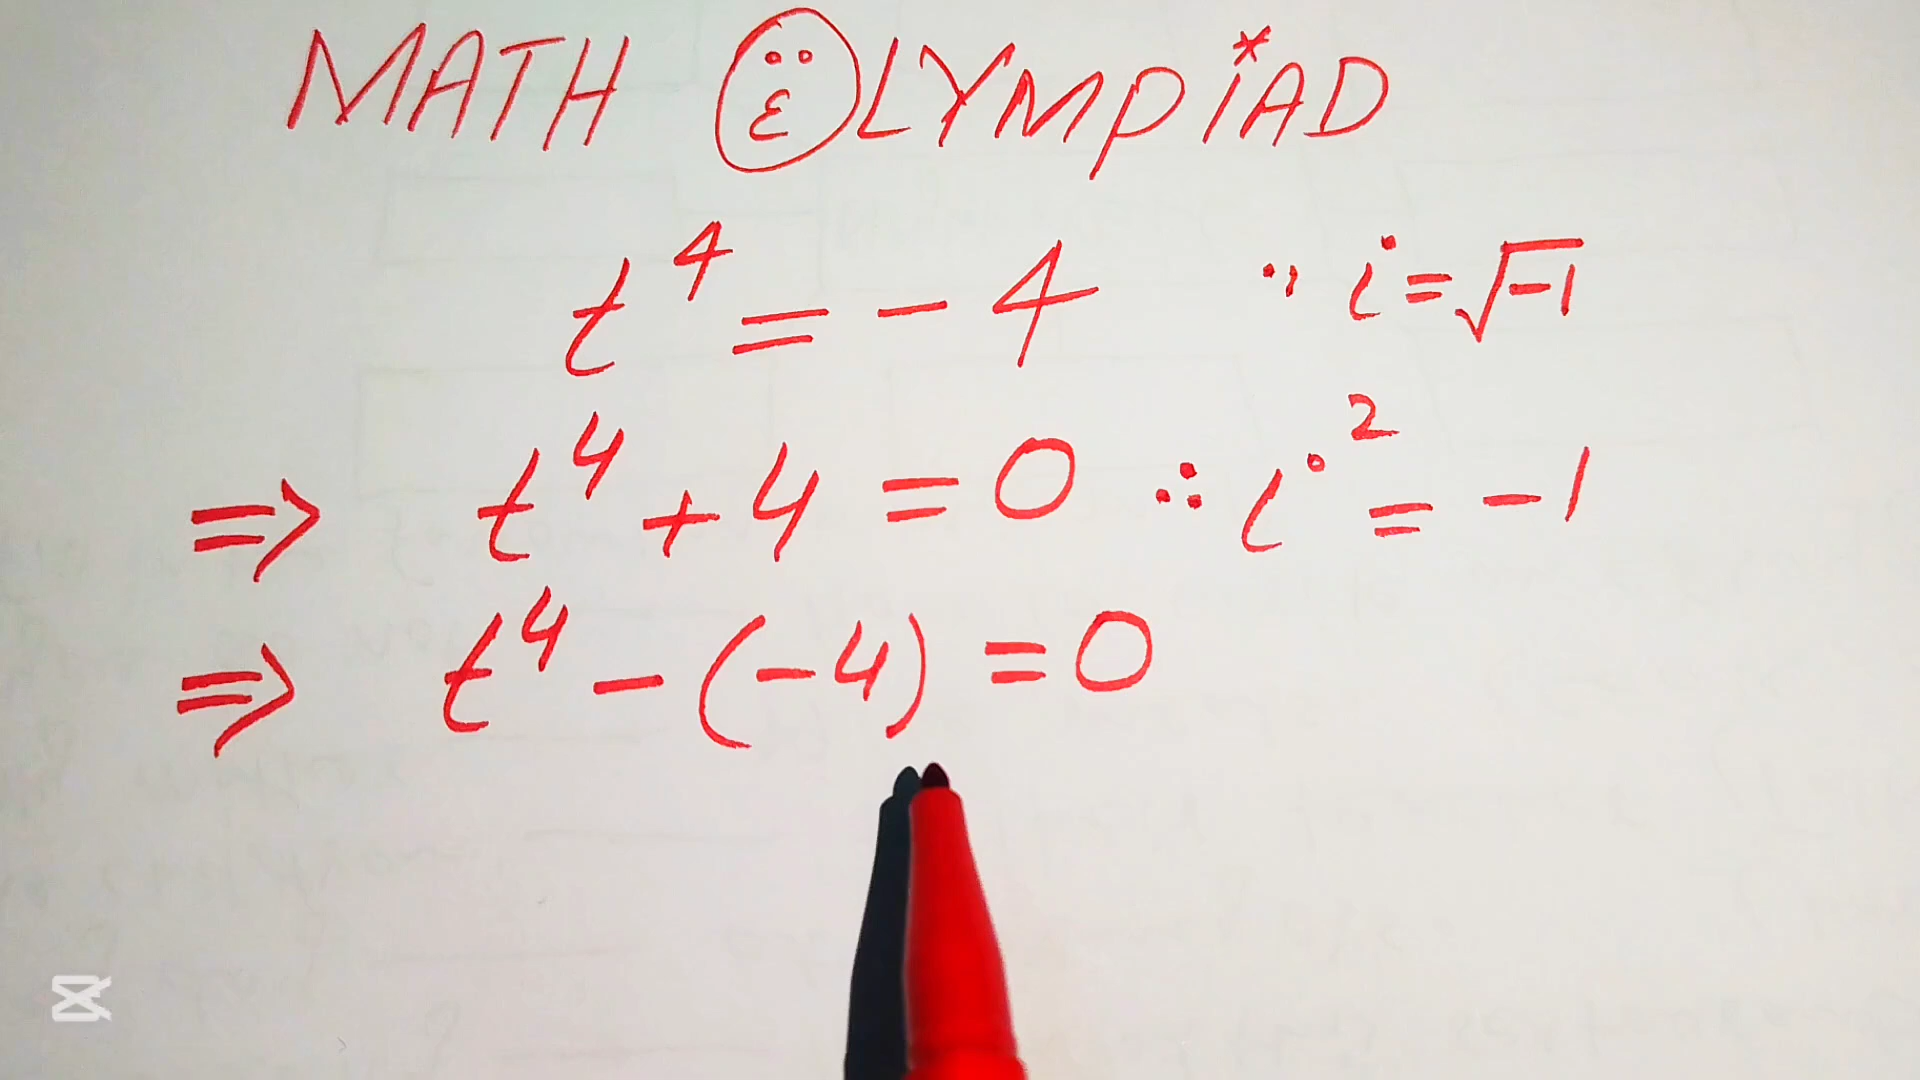 MATH OLYMPIAD
t⁴ = - 4 ∵ i = √-1
⇒ t⁴ + 4 = 0 ∴ i² = - 1
⇒ t⁴ - (- 4) = 0